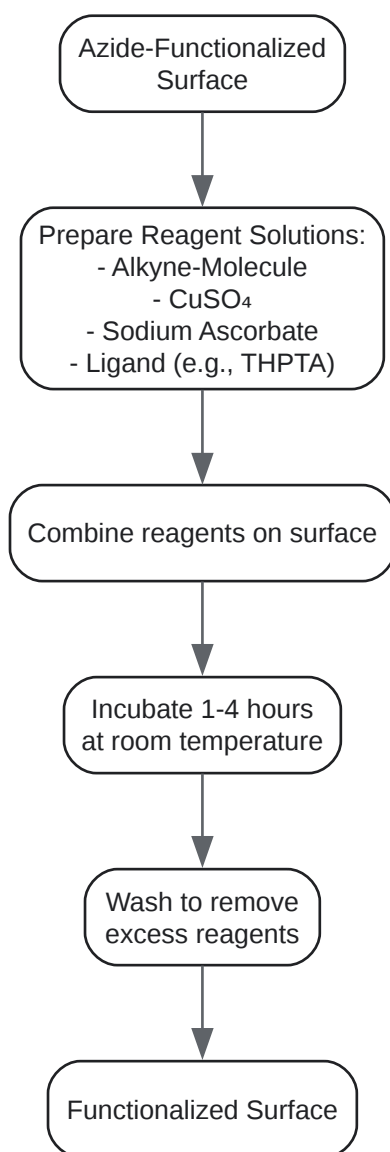 Azide-Functionalized
Surface
Prepare Reagent Solutions:
- Alkyne-Molecule
- CuSO₄
- Sodium Ascorbate
- Ligand (e.g., THPTA)
Combine reagents on surface
Incubate 1-4 hours
at room temperature
Wash to remove
excess reagents
Functionalized Surface